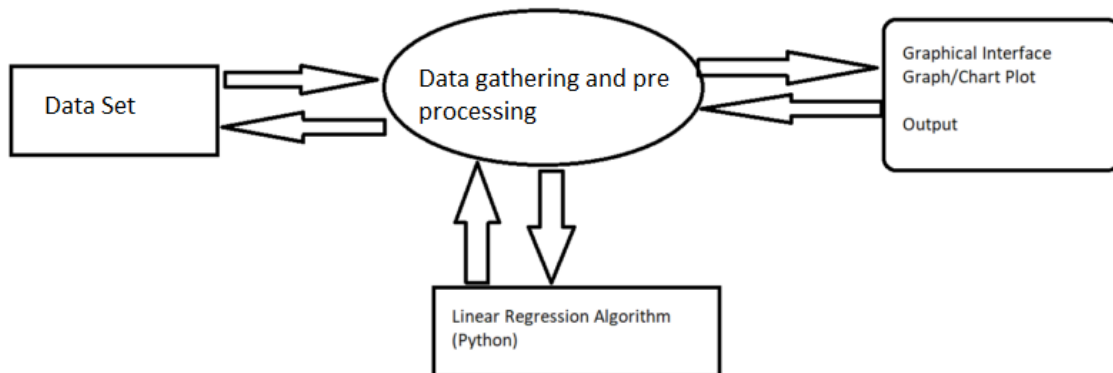 Data Set
Data gathering and pre
processing
Graphical Interface
Graph/Chart Plot
Output
Linear Regression Algorithm
(Python)